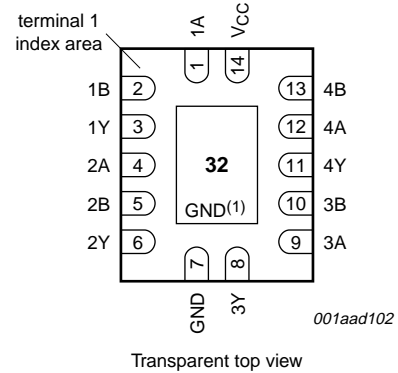 terminal 1
index area
1A
VCC
1
14
1B 2
13 4B
1Y 3
12 4A
2A 4
32
11 4Y
2B 5
GND(1)
10 3B
2Y 6
9 3A
7
8
GND
3Y
001aad102
Transparent top view